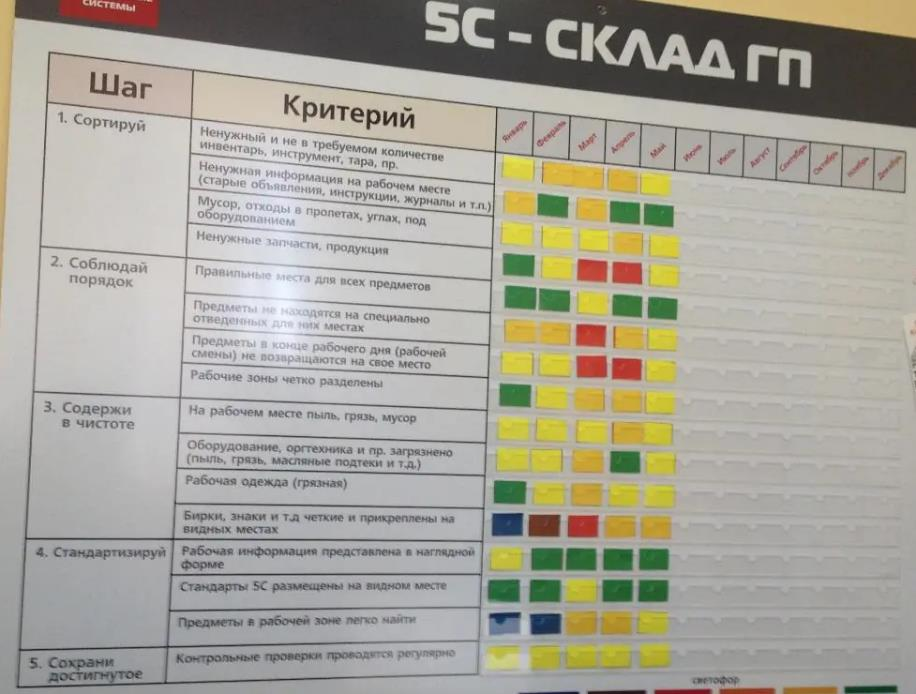 СИСТЕМЫ
5С – СКЛАД ГП
Шаг
Критерий
Январь
Февраль
Март
Апрель
Май
Июнь
Июль
Август
Сентябрь
Октябрь
Ноябрь
Декабрь
1. Сортируй
Ненужный и не в требуемом количестве
инвентарь, инструмент, тара, пр.
Ненужная информация на рабочем месте
(старые объявления, инструкции, журналы и т.п.)
Мусор, отходы в пролетах, углах, под
оборудованием
Ненужные запчасти, продукция
2. Соблюдай
порядок
Правильные места для всех предметов
Предметы не находятся на специально
отведенных для них местах
Предметы в конце рабочего дня (рабочей
смены) не возвращаются на свое место
Рабочие зоны четко разделены
3. Содержи
в чистоте
На рабочем месте пыль, грязь, мусор
Оборудование, оргтехника и пр. загрязнено
(пыль, грязь, масляные подтеки и т.д.)
Рабочая одежда (грязная)
Бирки, знаки и т.д четкие и прикреплены на
видных местах
4. Стандартизируй
Рабочая информация представлена в наглядной
форме
Стандарты 5С размещены на видном месте
Предметы в рабочей зоне легко найти
5. Сохрани
достигнутое
Контрольные проверки проводятся регулярно
светофор